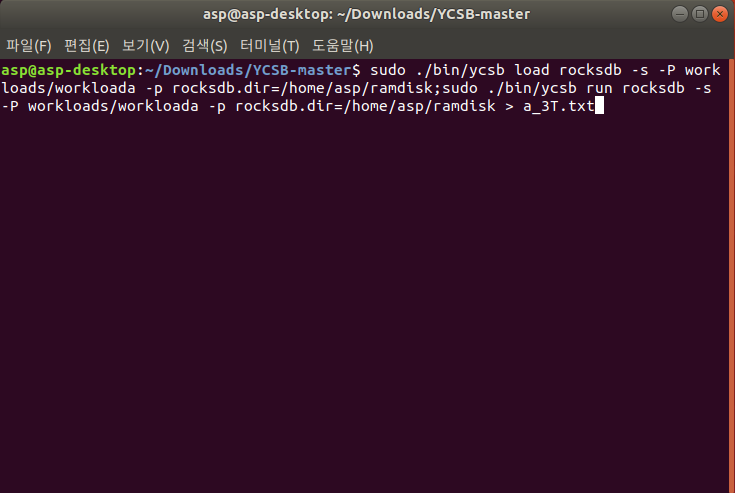 asp@asp-desktop: ~/Downloads/YCSB-master
파일(F) 편집(E) 보기(V) 검색(S) 터미널(T) 도움말(H)
asp@asp-desktop:~/Downloads/YCSB-master$ sudo ./bin/ycsb load rocksdb -s -P work
loads/workloada -p rocksdb.dir=/home/asp/ramdisk;sudo ./bin/ycsb run rocksdb -s
-P workloads/workloada -p rocksdb.dir=/home/asp/ramdisk > a_3T.txt